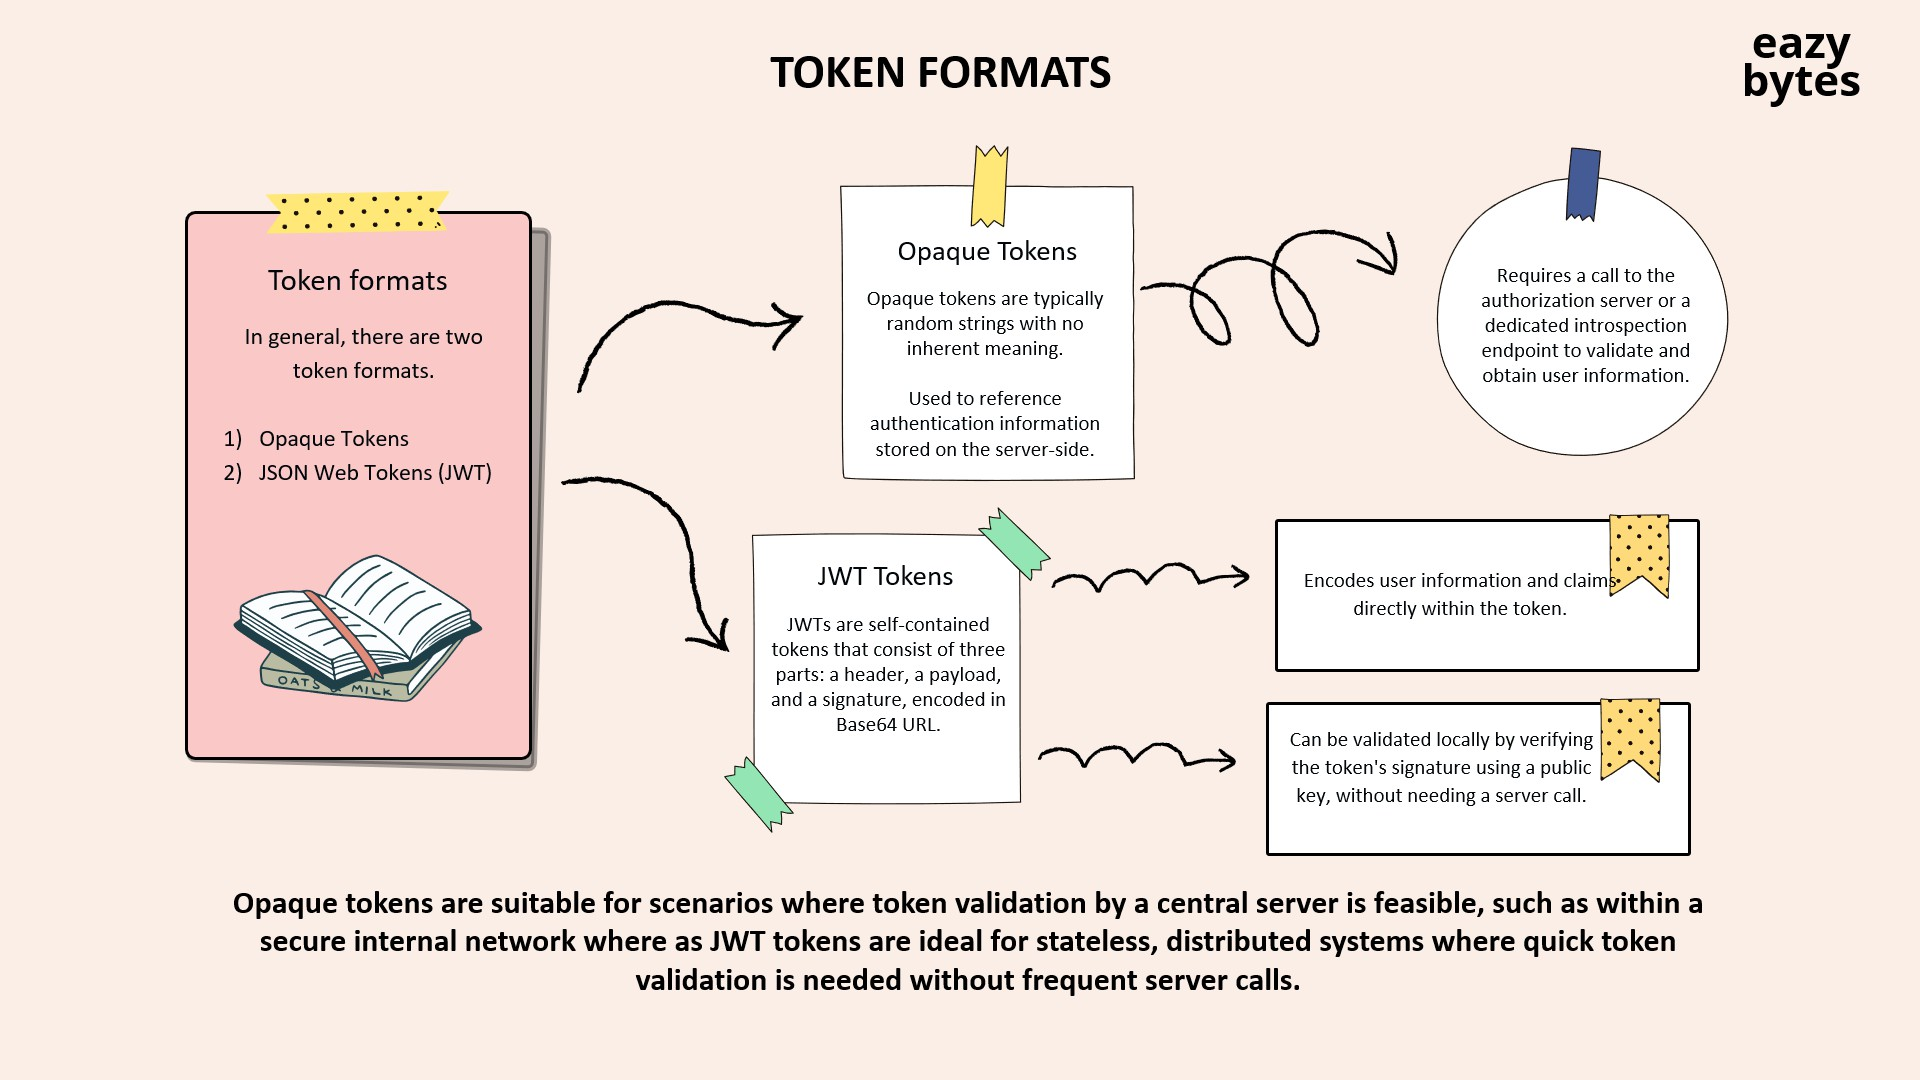 TOKEN FORMATS
eazy
bytes
Token formats
In general, there are two
token formats.
1) Opaque Tokens
2) JSON Web Tokens (JWT)
OATS & MILK
Opaque Tokens
Opaque tokens are typically
random strings with no
inherent meaning.
Used to reference
authentication information
stored on the server-side.
Requires a call to the
authorization server or a
dedicated introspection
endpoint to validate and
obtain user information.
JWT Tokens
JWTs are self-contained
tokens that consist of three
parts: a header, a payload,
and a signature, encoded in
Base64 URL.
Encodes user information and claims
directly within the token.
Can be validated locally by verifying
the token's signature using a public
key, without needing a server call.
Opaque tokens are suitable for scenarios where token validation by a central server is feasible, such as within a
secure internal network where as JWT tokens are ideal for stateless, distributed systems where quick token
validation is needed without frequent server calls.